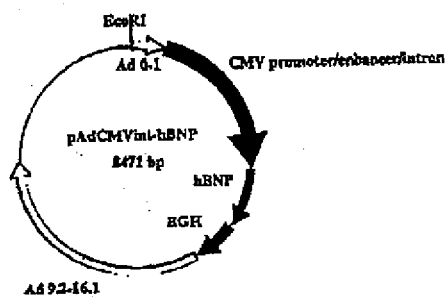 EcoRI
Ad 0-1
CMV promoter/enhancer/intron
pAdCMVint-hBNP
8471 bp
hBNP
BGH
Ad 9.2-16.1